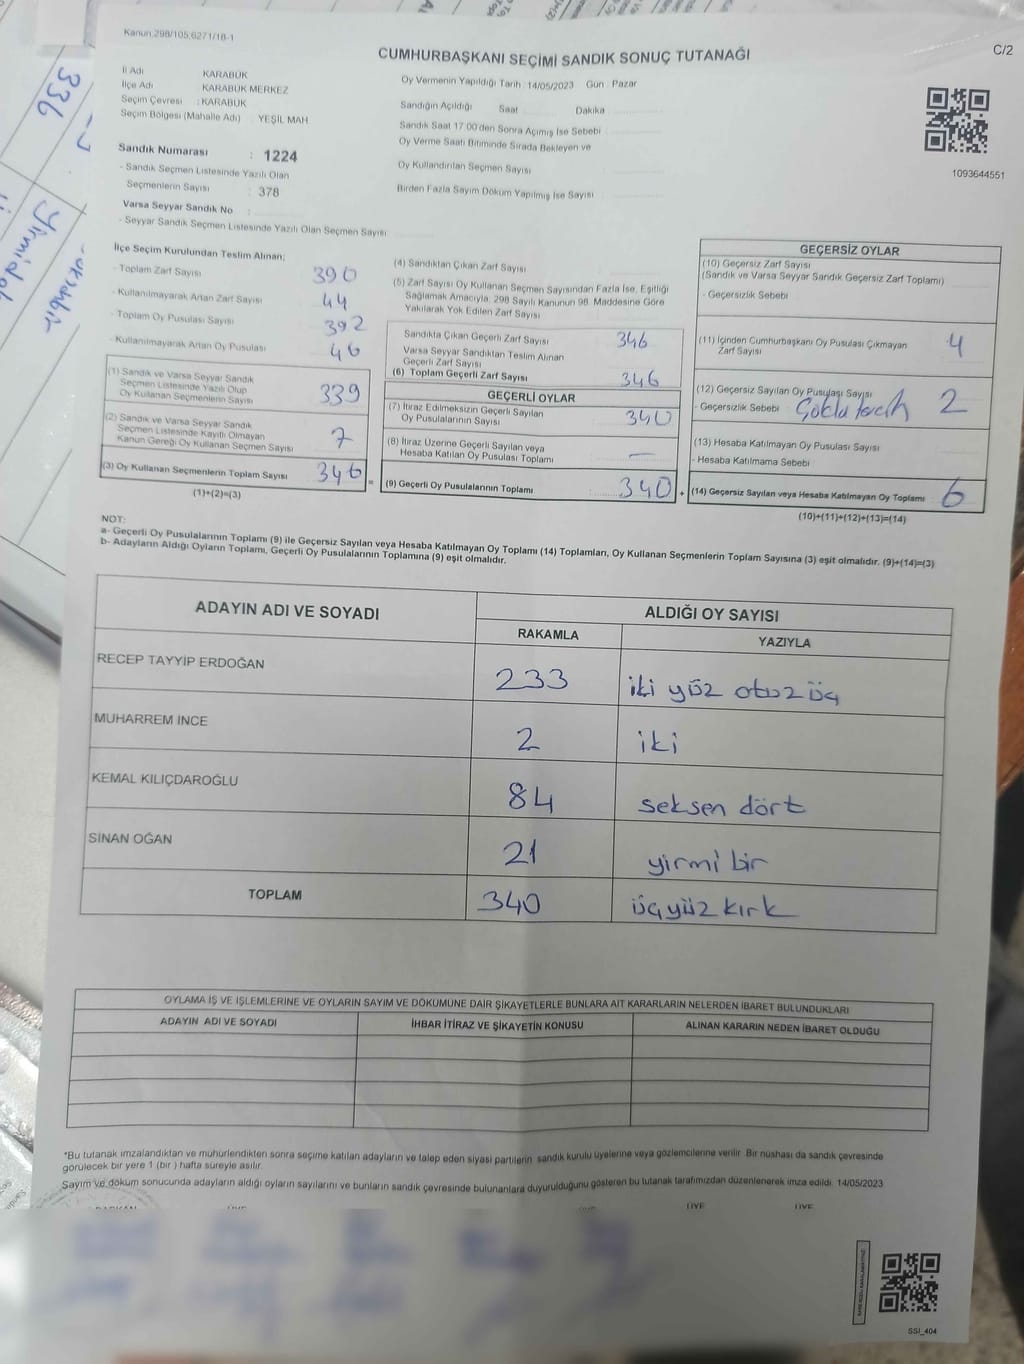 Kanun:298/105,6271/18-1
CUMHURBAŞKANI SEÇİMİ SANDIK SONUÇ TUTANAĞI
C/2
İl Adı KARABÜK
İlçe Adı KARABÜK MERKEZ
Seçim Çevresi : KARABÜK
Seçim Bölgesi (Mahalle Adı) : YEŞİL MAH
Sandık Numarası : 1224
- Sandık Seçmen Listesinde Yazılı Olan
Seçmenlerin Sayısı : 378
Varsa Seyyar Sandık No :
- Seyyar Sandık Seçmen Listesinde Yazılı Olan Seçmen Sayısı
Oy Vermenin Yapıldığı Tarih : 14/05/2023 Gün : Pazar
Sandığın Açıldığı Saat Dakika
Sandık Saat 17.00'den Sonra Açımış İse Sebebi
Oy Verme Saati Bitiminde Sırada Bekleyen ve
Oy Kullandırılan Seçmen Sayısı
Birden Fazla Sayım Döküm Yapılmış İse Sayısı
1093644551
İlçe Seçim Kurulundan Teslim Alınan;
- Toplam Zarf Sayısı 390
- Kullanılmayarak Artan Zarf Sayısı 44
- Toplam Oy Pusulası Sayısı 392
- Kullanılmayarak Artan Oy Pusulası 46
(1) Sandık ve Varsa Seyyar Sandık
Seçmen Listesinde Yazılı Olup
Oy Kullanan Seçmenlerin Sayısı 339
(2) Sandık ve Varsa Seyyar Sandık
Seçmen Listesinde Kayıtlı Olmayan
Kanun Gereği Oy Kullanan Seçmen Sayısı 7
(3) Oy Kullanan Seçmenlerin Toplam Sayısı 346 =
(1)+(2)=(3)
(4) Sandıktan Çıkan Zarf Sayısı
(5) Zarf Sayısı Oy Kullanan Seçmen Sayısından Fazla İse, Eşitliği
Sağlamak Amacıyla, 298 Sayılı Kanunun 98. Maddesine Göre
Yakılarak Yok Edilen Zarf Sayısı
Sandıkta Çıkan Geçerli Zarf Sayısı 346
Varsa Seyyar Sandıktan Teslim Alınan
Geçerli Zarf Sayısı
(6) Toplam Geçerli Zarf Sayısı 346
GEÇERLİ OYLAR
(7) İtiraz Edilmeksizin Geçerli Sayılan
Oy Pusulalarının Sayısı 340
(8) İtiraz Üzerine Geçerli Sayılan veya
Hesaba Katılan Oy Pusulası Toplamı —
(9) Geçerli Oy Pusulalarının Toplamı 340 +
GEÇERSİZ OYLAR
(10) Geçersiz Zarf Sayısı
(Sandık ve Varsa Seyyar Sandık Geçersiz Zarf Toplamı)
- Geçersizlik Sebebi
(11) İçinden Cumhurbaşkanı Oy Pusulası Çıkmayan
Zarf Sayısı 4
(12) Geçersiz Sayılan Oy Pusulası Sayısı
- Geçersizlik Sebebi 2
(13) Hesaba Katılmayan Oy Pusulası Sayısı
- Hesaba Katılmama Sebebi
(14) Geçersiz Sayılan veya Hesaba Katılmayan Oy Toplamı 6
(10)+(11)+(12)+(13)=(14)
NOT:
a- Geçerli Oy Pusulalarının Toplamı (9) ile Geçersiz Sayılan veya Hesaba Katılmayan Oy Toplamı (14) Toplamları, Oy Kullanan Seçmenlerin Toplam Sayısına (3) eşit olmalıdır. (9)+(14)=(3)
b- Adayların Aldığı Oyların Toplamı, Geçerli Oy Pusulalarının Toplamına (9) eşit olmalıdır.
ADAYIN ADI VE SOYADI ALDIĞI OY SAYISI
RAKAMLA YAZIYLA
RECEP TAYYİP ERDOĞAN 233 iki yüz otuz üç
MUHARREM İNCE 2 iki
KEMAL KILIÇDAROĞLU 84 seksen dört
SİNAN OĞAN 21 yirmi bir
TOPLAM 340 üçyüz kırk
OYLAMA İŞ VE İŞLEMLERİNE VE OYLARIN SAYIM VE DÖKÜMÜNE DAİR ŞİKAYETLERLE BUNLARA AİT KARARLARIN NELERDEN İBARET BULUNDUKLARI
ADAYIN ADI VE SOYADI İHBAR İTİRAZ VE ŞİKAYETİN KONUSU ALINAN KARARIN NEDEN İBARET OLDUĞU
*Bu tutanak imzalandıktan ve mühürlendikten sonra seçime katılan adayların ve talep eden siyasi partilerin sandık kurulu üyelerine veya gözlemcilerine verilir. Bir nüshası da sandık çevresinde
görülecek bir yere 1 (bir ) hafta süreyle asılır.
Sayım ve döküm sonucunda adayların aldığı oyların sayılarını ve bunların sandık çevresinde bulunanlara duyurulduğunu gösteren bu tutanak tarafımızdan düzenlenerek imza edildi. 14/05/2023
ÜYE ÜYE
SSI_404
336